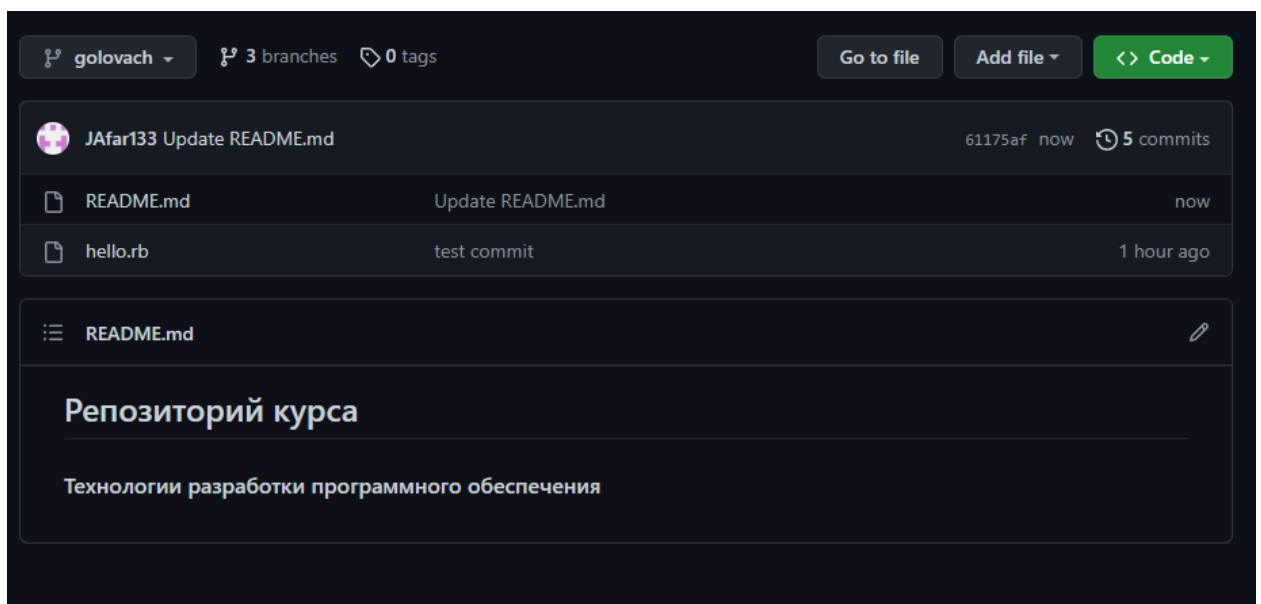 golovach 3 branches 0 tags Go to file Add file <> Code
JAfar133 Update README.md 61175af now 5 commits
README.md Update README.md now
hello.rb test commit 1 hour ago
README.md
Репозиторий курса
Технологии разработки программного обеспечения